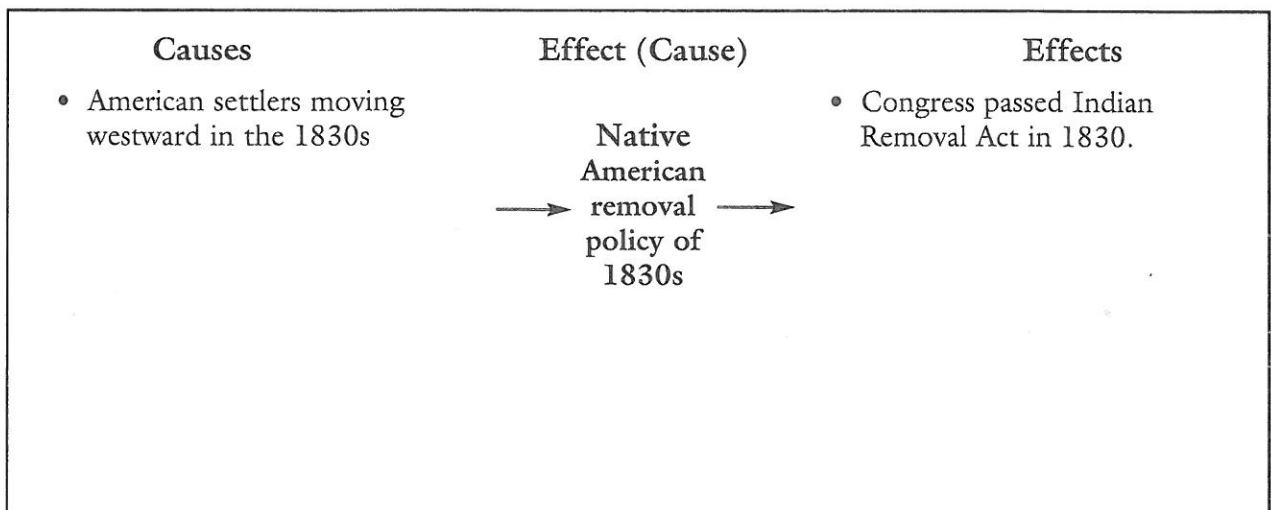 Causes
Effect (Cause)
Effects
• American settlers moving
westward in the 1830s
Native
American
removal
policy of
1830s
• Congress passed Indian
Removal Act in 1830.